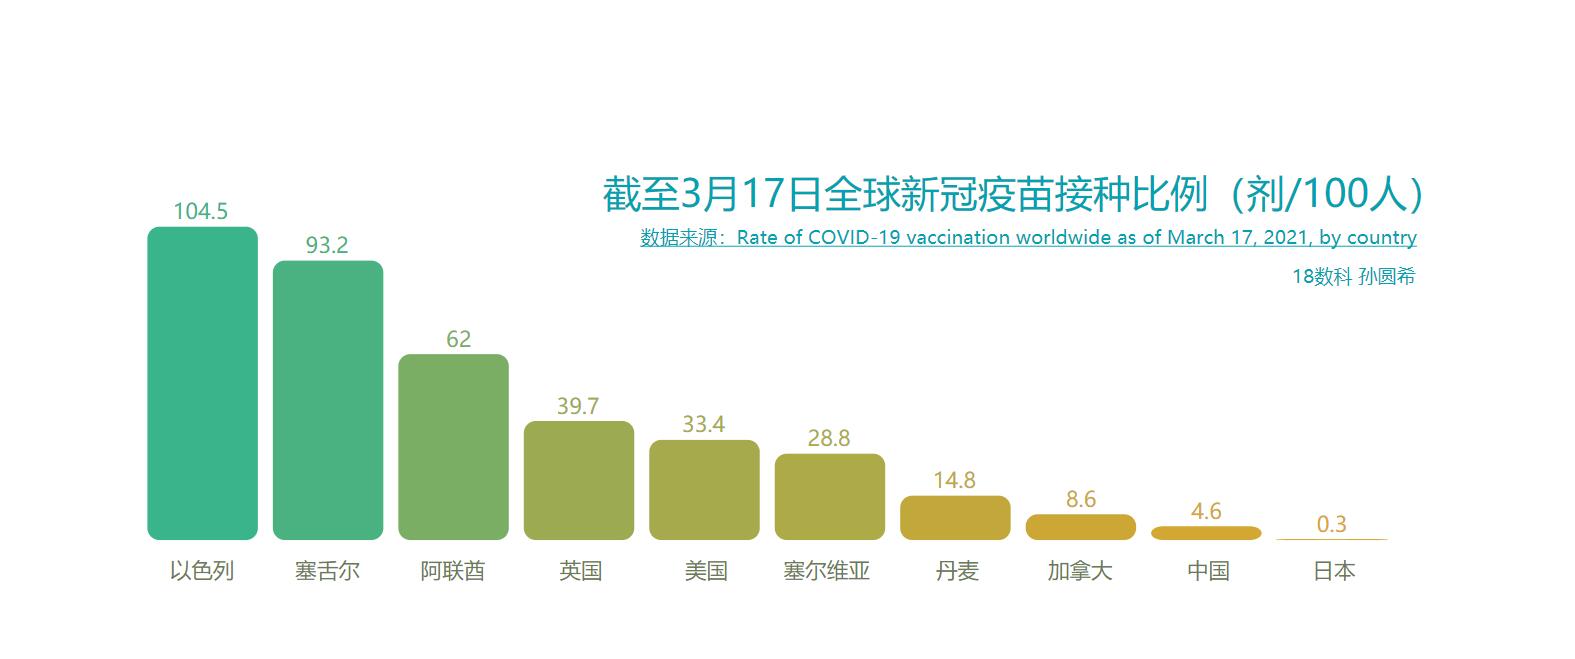 截至3月17日全球新冠疫苗接种比例（剂/100人）
数据来源：Rate of COVID-19 vaccination worldwide as of March 17, 2021, by country
18数科 孙圆希
104.5
93.2
62
39.7
33.4
28.8
14.8
8.6
4.6
0.3
以色列
塞舌尔
阿联酋
英国
美国
塞尔维亚
丹麦
加拿大
中国
日本